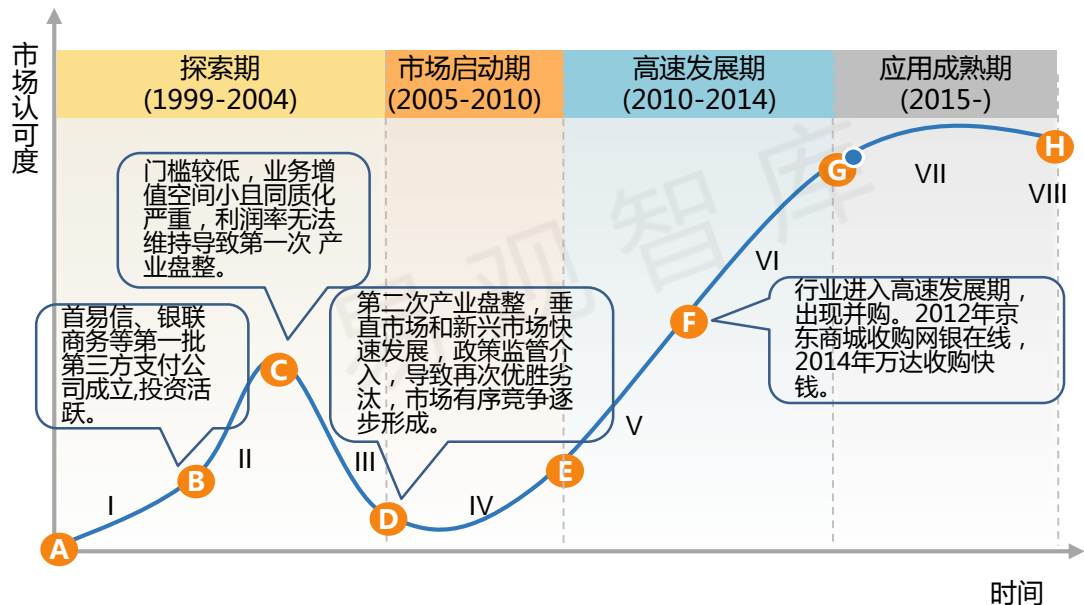 市场认可度
探索期
(1999-2004)
市场启动期
(2005-2010)
高速发展期
(2010-2014)
应用成熟期
(2015-)
门槛较低，业务增
值空间小且同质化
严重，利润率无法
维持导致第一次 产
业盘整。
首易信、银联
商务等第一批
第三方支付公
司成立,投资活
跃。
第二次产业盘整，垂
直市场和新兴市场快
速发展，政策监管介
入，导致再次优胜劣
汰，市场有序竞争逐
步形成。
行业进入高速发展期，
出现并购。2012年京
东商城收购网银在线，
2014年万达收购快
钱。
A
I
B
II
C
III
D
IV
E
V
F
VI
G
VII
H
VIII
时间
易观智库